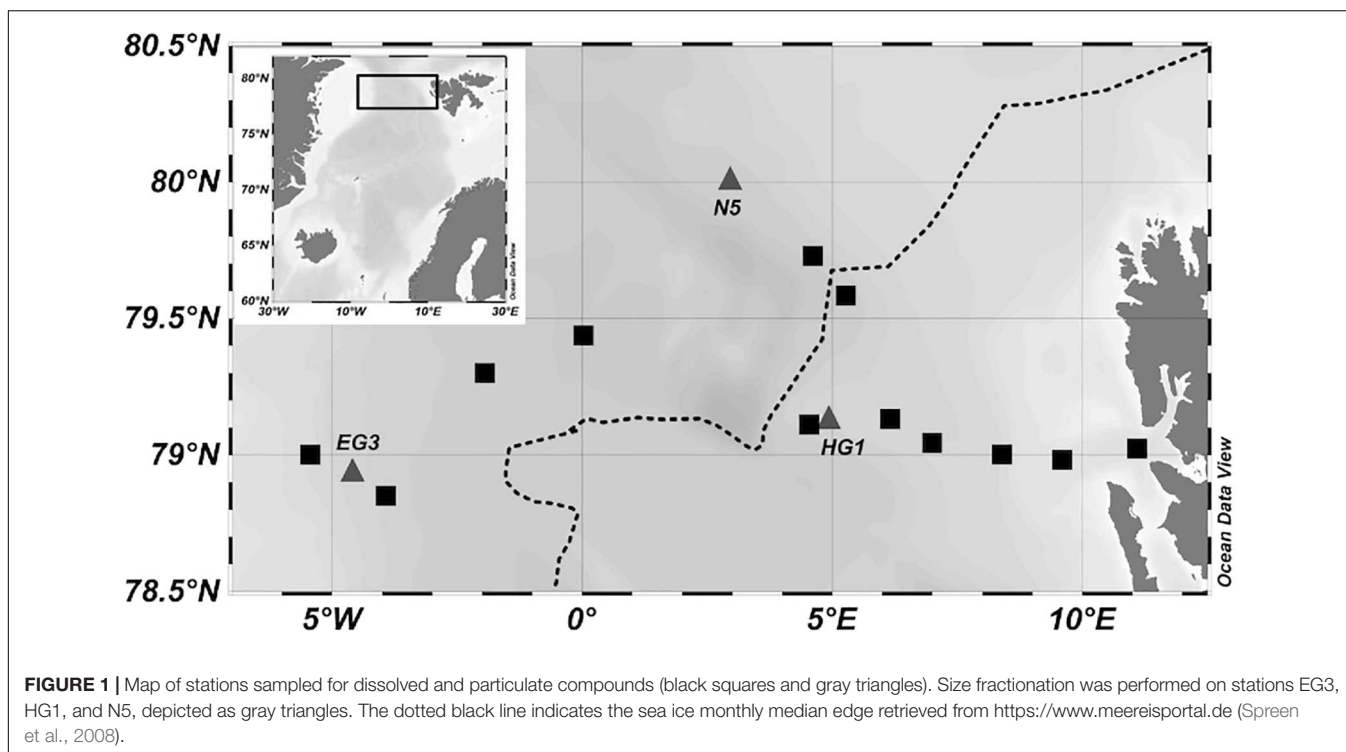 80.5°N
80°N
79.5°N
79°N
78.5°N
5°W
0°
5°E
10°E
80°N
75°N
70°N
65°N
60°N
30°W
10°W
10°E
30°E
Ocean Data View
N5
EG3
HG1
Ocean Data View
FIGURE 1 | Map of stations sampled for dissolved and particulate compounds (black squares and gray triangles). Size fractionation was performed on stations EG3,
HG1, and N5, depicted as gray triangles. The dotted black line indicates the sea ice monthly median edge retrieved from https://www.meereisportal.de (Spreen
et al., 2008).